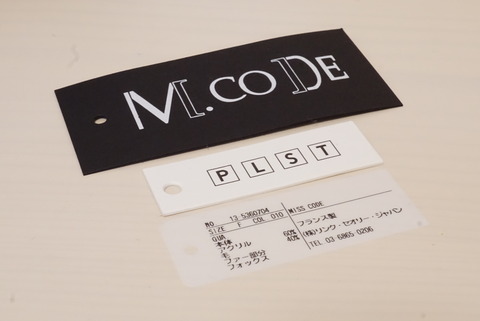 M.CODE
PLST
NO 13 5360704
SIZE F COL 010
QUA
本体
アクリル 60%
毛 40%
ファー部分
フォックス
MISS CODE
フランス製
(株)リンク・セオリー・ジャパン
TEL 03-6865 0206